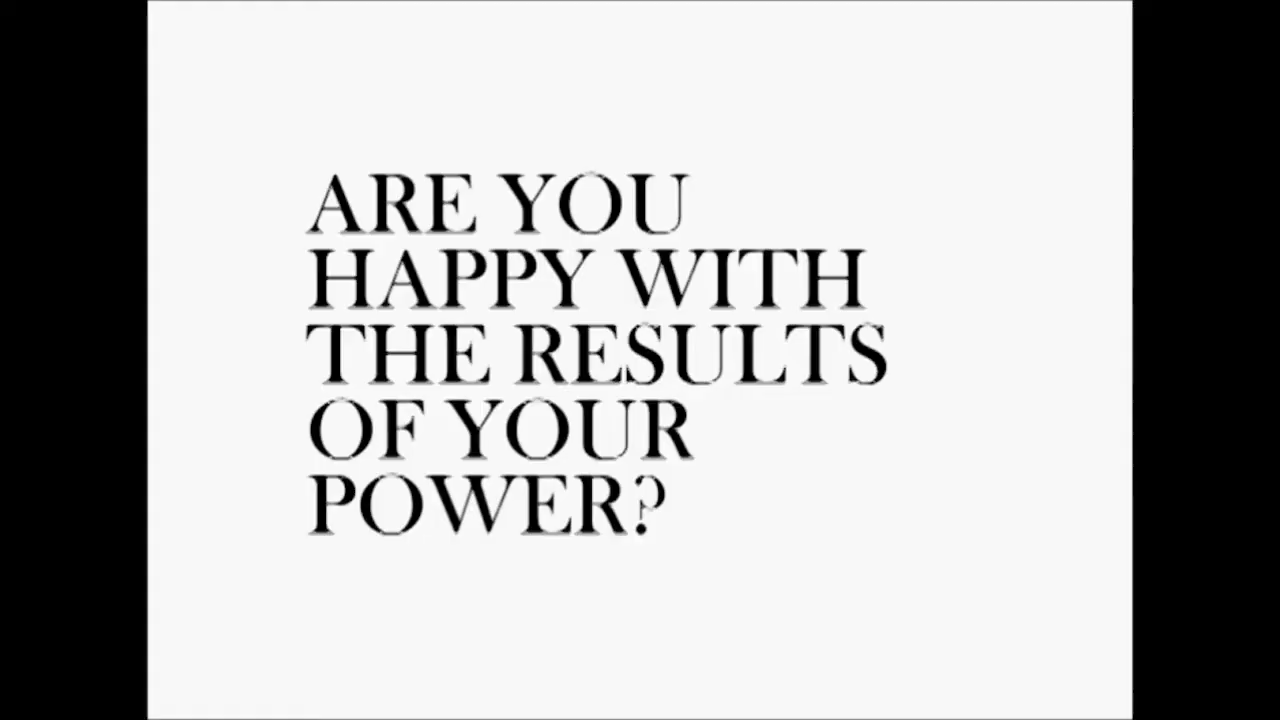 ARE YOU
HAPPY WITH
THE RESULTS
OF YOUR
POWER?